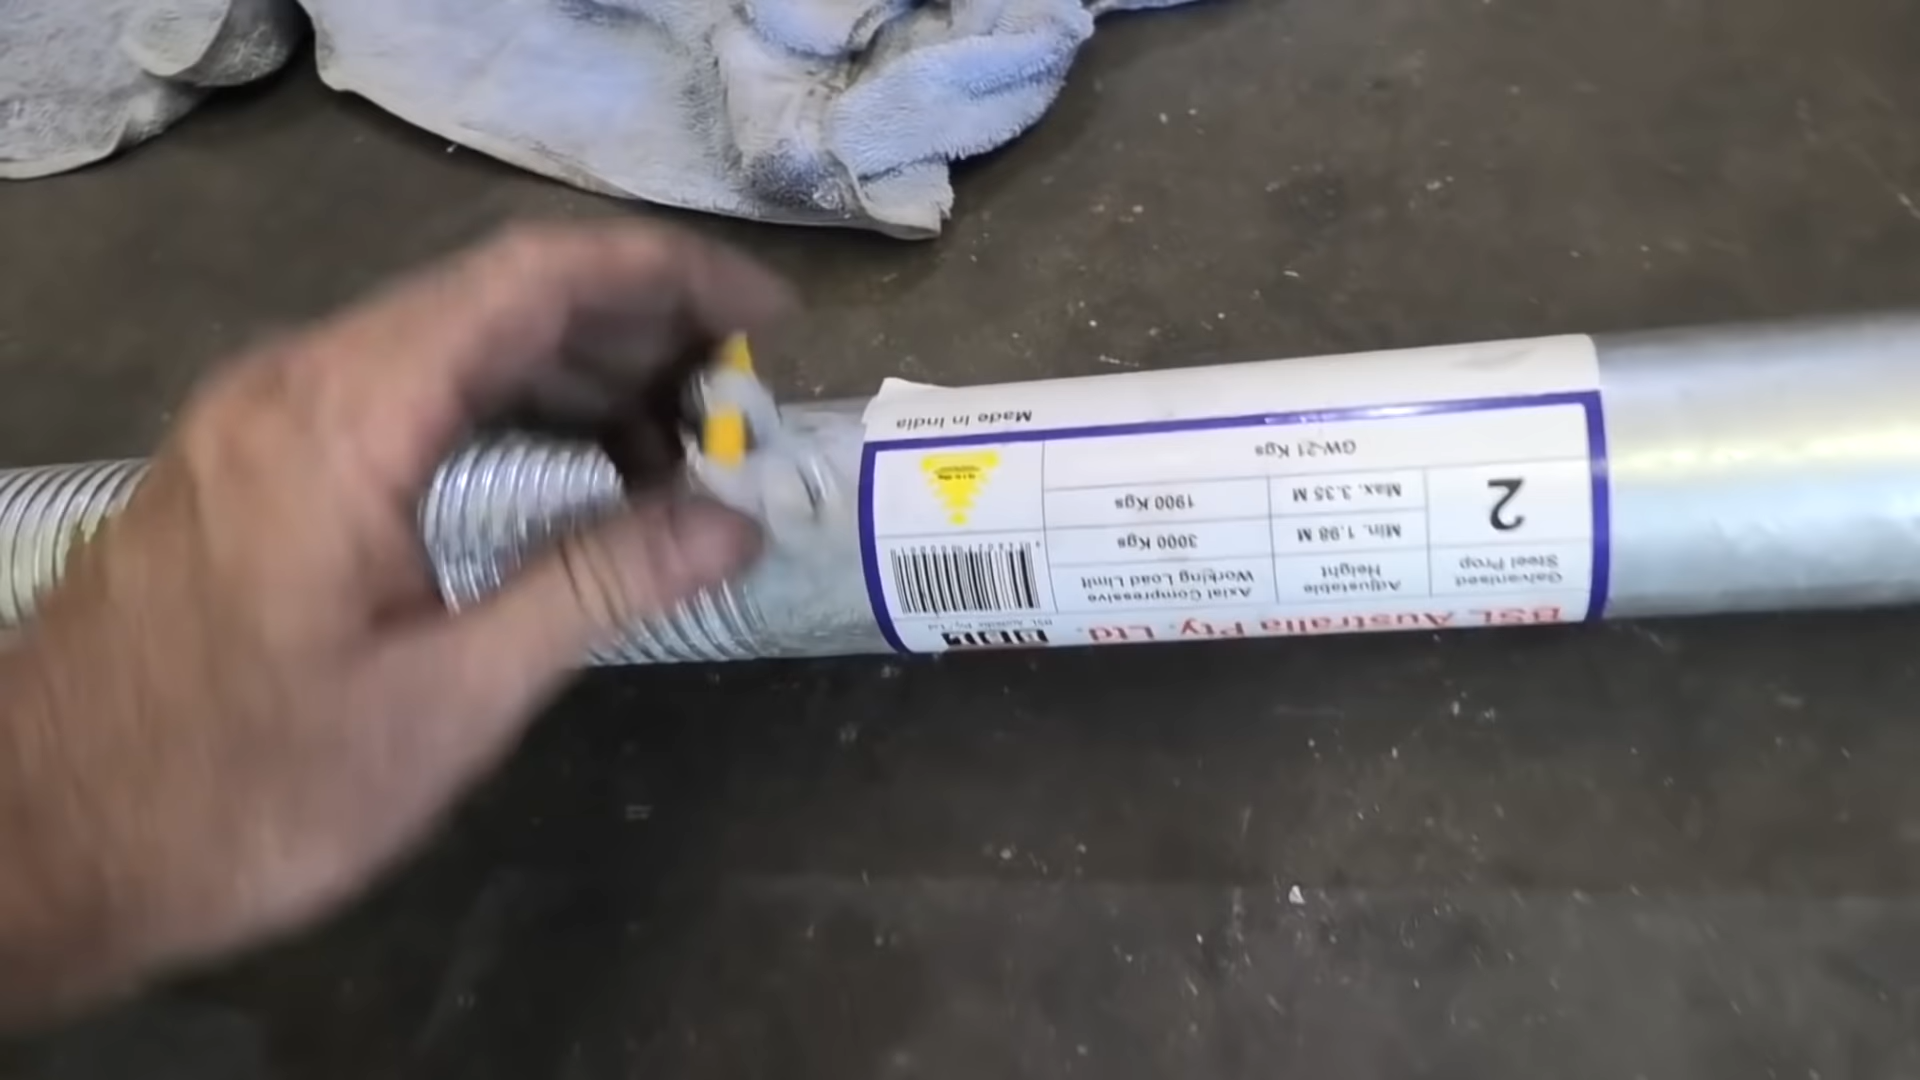 BSL Australia Pty. Ltd.
Galvanised Steel Prop
Adjustable Height
Axial Compressive Working Load Limit
2
Min. 1.98 M
3000 Kgs
Max. 3.35 M
1900 Kgs
GW-21 Kgs
Made in India